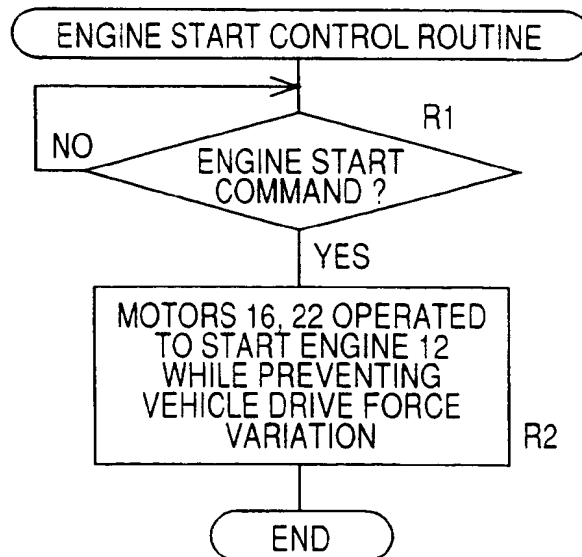 ENGINE START CONTROL ROUTINE
R1
NO
ENGINE START
COMMAND ?
YES
MOTORS 16, 22 OPERATED
TO START ENGINE 12
WHILE PREVENTING
VEHICLE DRIVE FORCE
VARIATION
R2
END